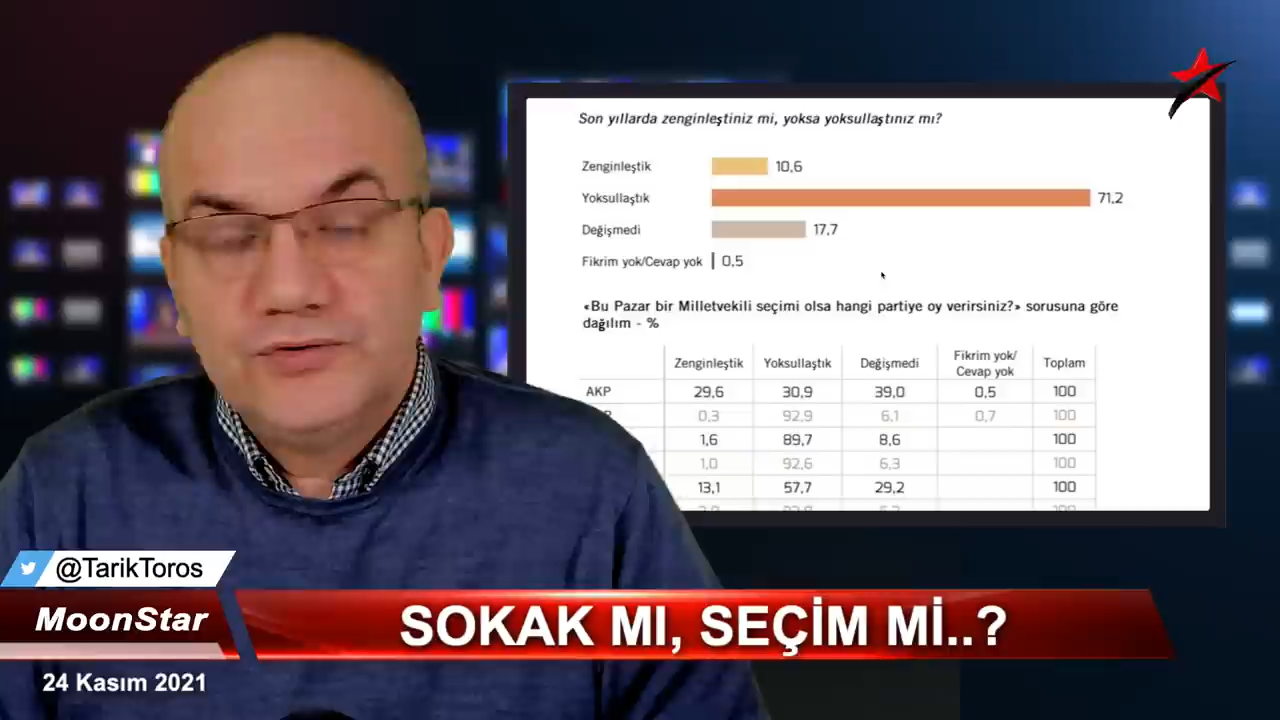 Son yıllarda zenginleştiniz mi, yoksa yoksullaştınız mı?
Zenginleştik 10,6
Yoksullaştık 71,2
Değişmedi 17,7
Fikrim yok/Cevap yok 0,5
«Bu Pazar bir Milletvekili seçimi olsa hangi partiye oy verirsiniz?» sorusuna göre
dağılım - %
Zenginleştik Yoksullaştık Değişmedi Fikrim yok/ Toplam
Cevap yok
AKP 29,6 30,9 39,0 0,5 100
0,3 92,9 6,1 0,7 100
1,6 89,7 8,6 100
1,0 92,6 6,3 100
13,1 57,7 29,2 100
@TarikToros
MoonStar
SOKAK MI, SEÇİM Mİ..?
24 Kasım 2021